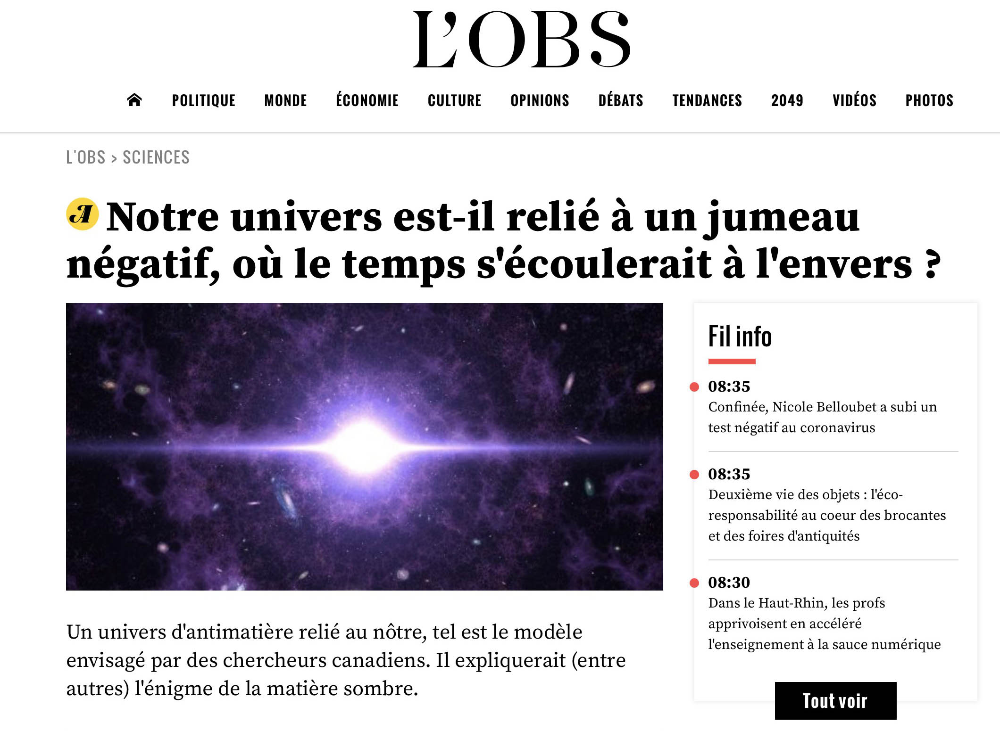 L'OBS
POLITIQUE MONDE ÉCONOMIE CULTURE OPINIONS DÉBATS TENDANCES 2049 VIDÉOS PHOTOS
L'OBS > SCIENCES
A Notre univers est-il relié à un jumeau
négatif, où le temps s'écoulerait à l'envers ?
Un univers d'antimatière relié au nôtre, tel est le modèle
envisagé par des chercheurs canadiens. Il expliquerait (entre
autres) l'énigme de la matière sombre.
Fil info
08:35
Confinée, Nicole Belloubet a subi un
test négatif au coronavirus
08:35
Deuxième vie des objets : l'éco-
responsabilité au coeur des brocantes
et des foires d'antiquités
08:30
Dans le Haut-Rhin, les profs
apprivoisent en accéléré
l'enseignement à la sauce numérique
Tout voir